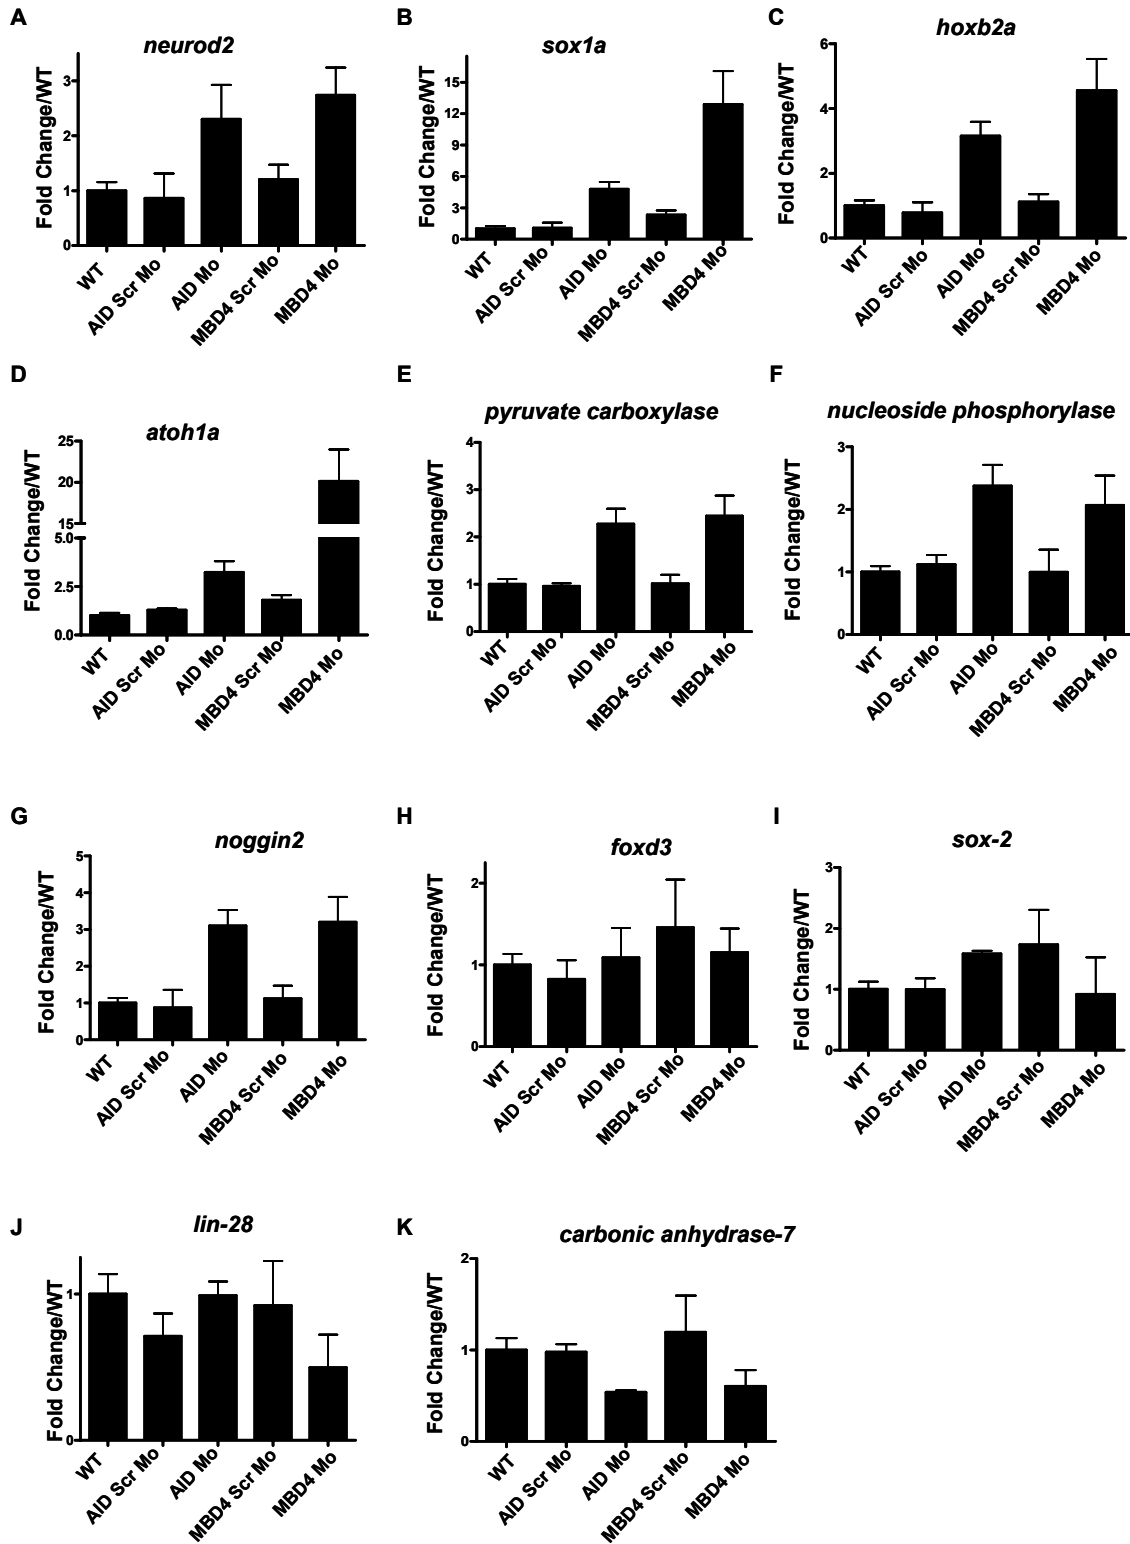 A
neurod2
Fold Change/WT
3
2
1
0
WT
AID Scr Mo
AID Mo
MBD4 Scr Mo
MBD4 Mo
B
sox1a
Fold Change/WT
15
12
9
6
3
0
WT
AID Scr Mo
AID Mo
MBD4 Scr Mo
MBD4 Mo
C
hoxb2a
Fold Change/WT
6
4
2
0
WT
AID Scr Mo
AID Mo
MBD4 Scr Mo
MBD4 Mo
D
atoh1a
Fold Change/WT
25
20
15
5.0
2.5
0.0
WT
AID Scr Mo
AID Mo
MBD4 Scr Mo
MBD4 Mo
E
pyruvate carboxylase
Fold Change/WT
4
3
2
1
0
WT
AID Scr Mo
AID Mo
MBD4 Scr Mo
MBD4 Mo
F
nucleoside phosphorylase
Fold Change/WT
3
2
1
0
WT
AID Scr Mo
AID Mo
MBD4 Scr Mo
MBD4 Mo
G
noggin2
Fold Change/WT
5
4
3
2
1
0
WT
AID Scr Mo
AID Mo
MBD4 Scr Mo
MBD4 Mo
H
foxd3
Fold Change/WT
2
1
0
WT
AID Scr Mo
AID Mo
MBD4 Scr Mo
MBD4 Mo
I
sox-2
Fold Change/WT
3
2
1
0
WT
AID Scr Mo
AID Mo
MBD4 Scr Mo
MBD4 Mo
J
lin-28
Fold Change/WT
1
0
WT
AID Scr Mo
AID Mo
MBD4 Scr Mo
MBD4 Mo
K
carbonic anhydrase-7
Fold Change/WT
2
1
0
WT
AID Scr Mo
AID Mo
MBD4 Scr Mo
MBD4 Mo